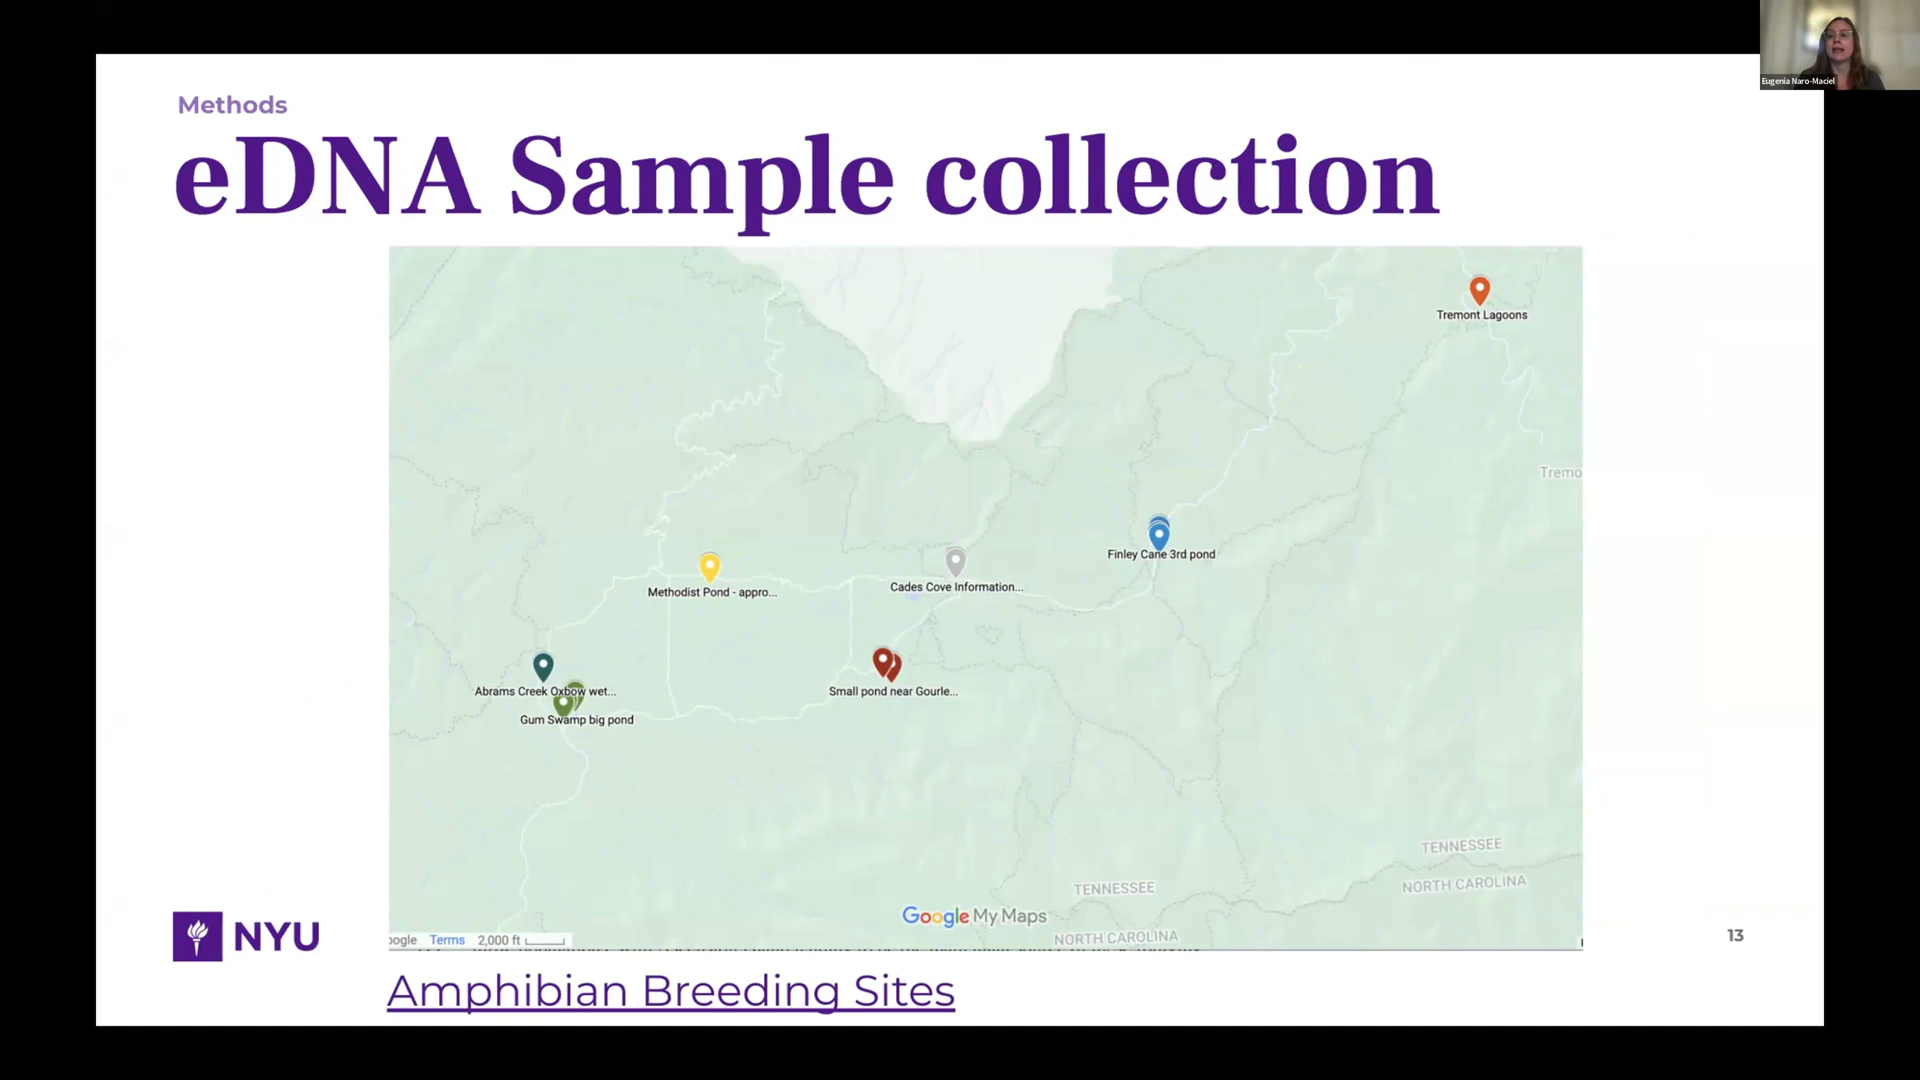 Eugenia Naro-Maciel
Methods
eDNA Sample collection
Tremont Lagoons
Tremo
Finley Cane 3rd pond
Methodist Pond - appro...
Cades Cove Information...
Abrams Creek Oxbow wet...
Small pond near Gourle...
Gum Swamp big pond
TENNESSEE
NORTH CAROLINA
TENNESSEE
NORTH CAROLINA
Google My Maps
oogle Terms 2,000 ft
NYU
13
Amphibian Breeding Sites